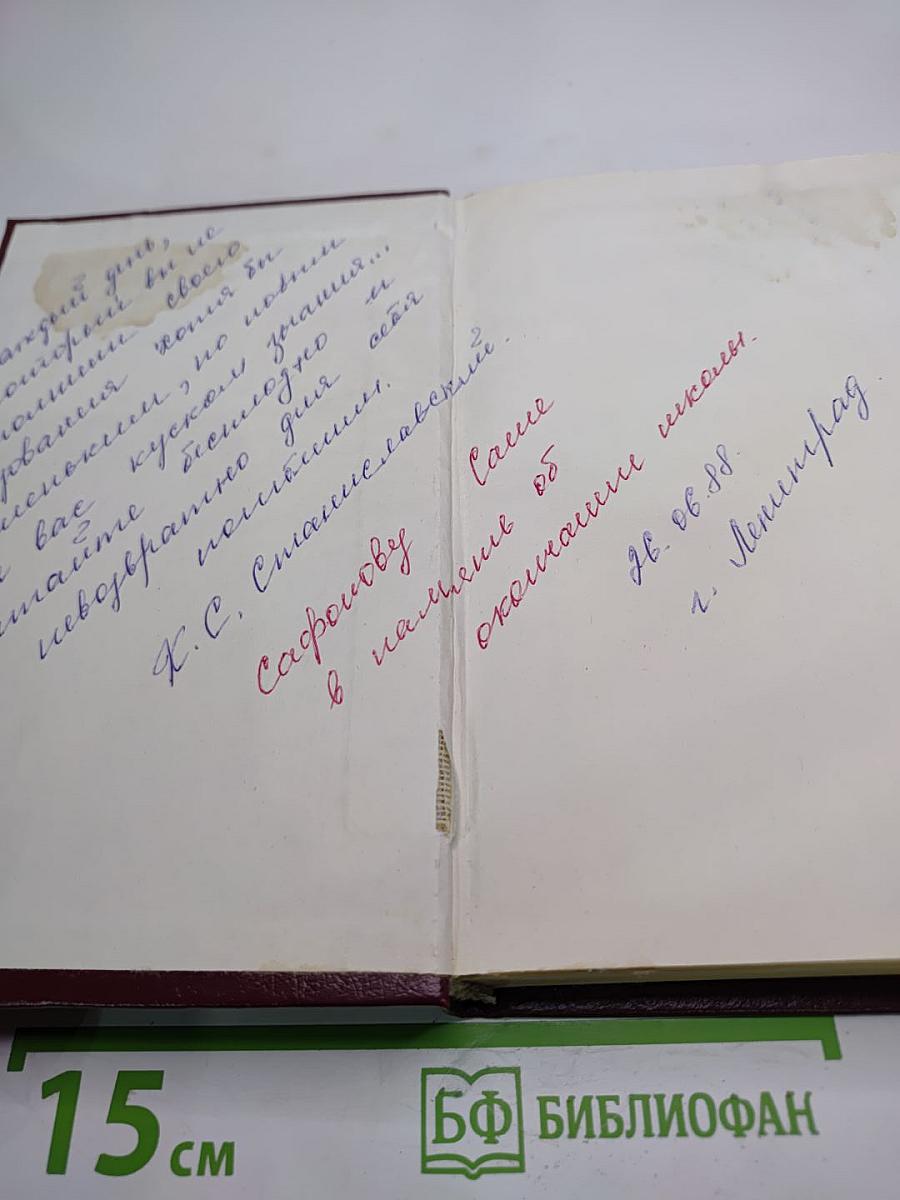 Каждый день,
который вы не
пополнили своего
образования хотя бы
маленьким, но новым
для вас куском знания...
считайте бесплодно и
невозвратно для себя
погибшим.
К. С. Станиславский.
Сафонову Саше
в память об
окончании школы.
26.06.88.
г. Ленинград.
15 см
БФ БИБЛИОФАН